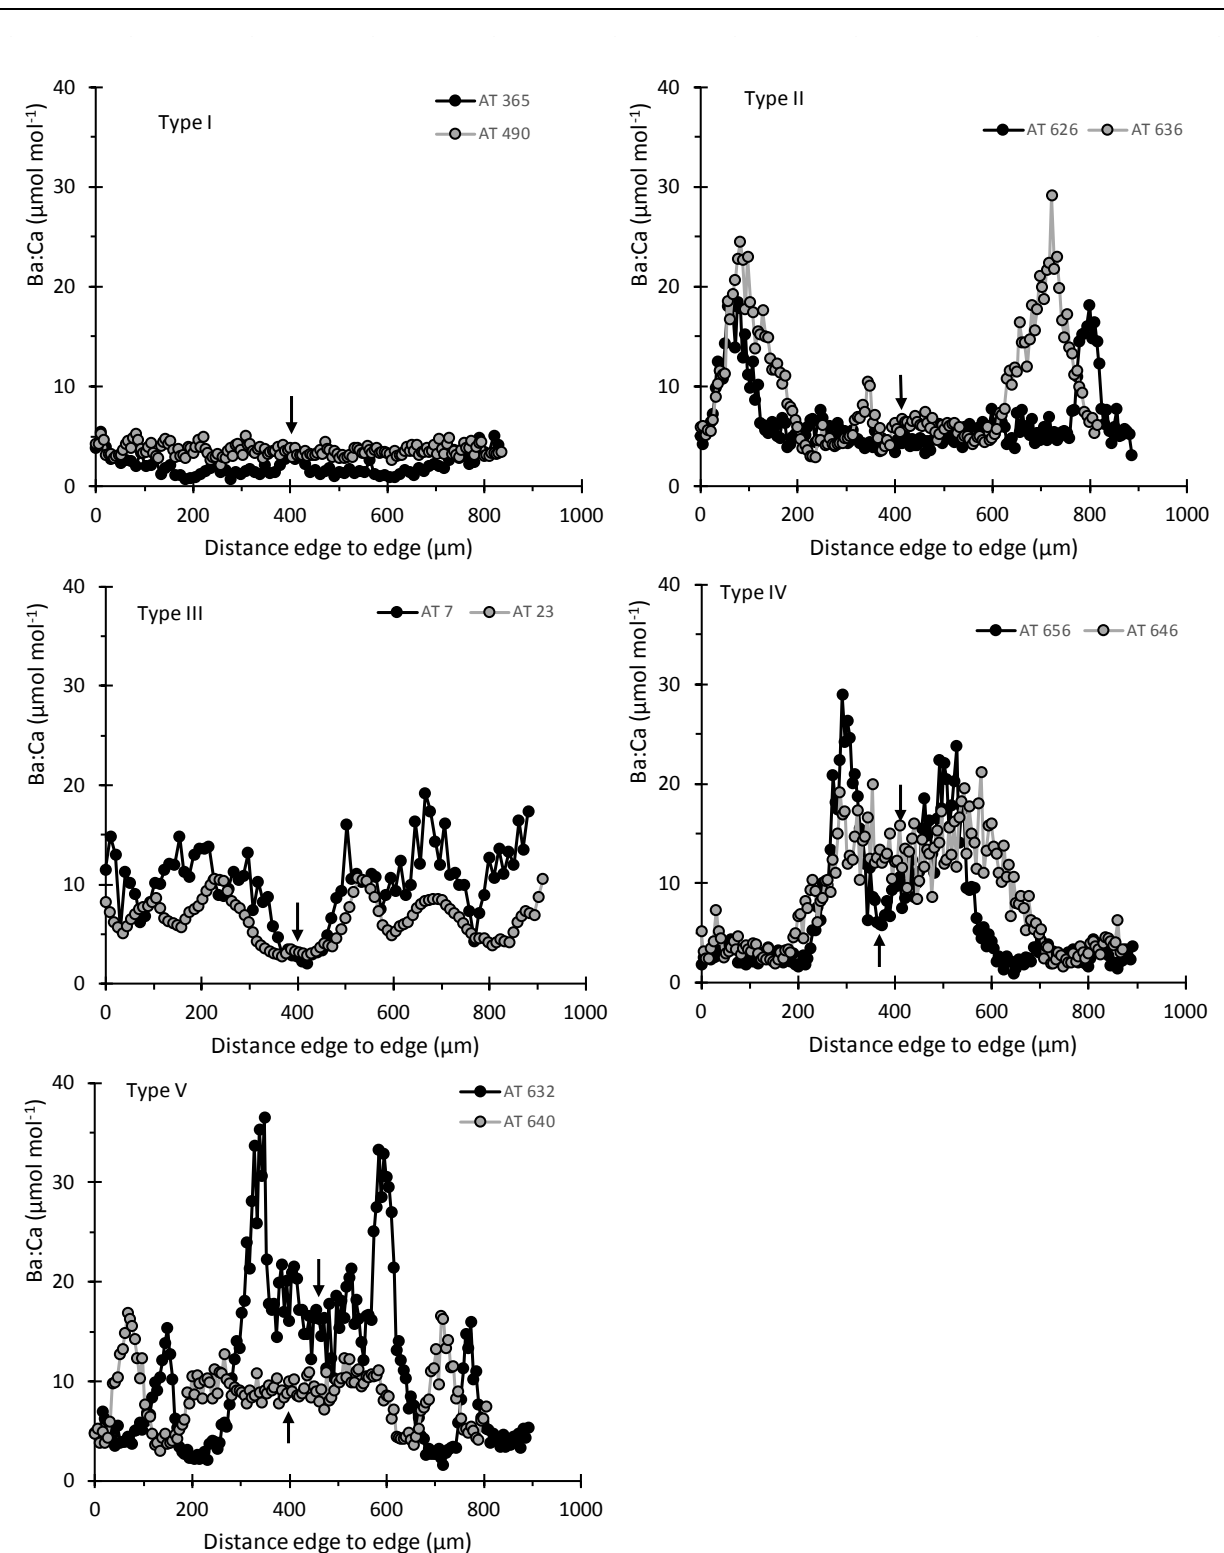 Type I
AT 365
AT 490
Ba:Ca (µmol mol⁻¹)
40
30
20
10
0
0 200 400 600 800 1000
Distance edge to edge (µm)
Type II
AT 626 AT 636
Ba:Ca (µmol mol⁻¹)
40
30
20
10
0
0 200 400 600 800 1000
Distance edge to edge (µm)
Type III
AT 7 AT 23
Ba:Ca (µmol mol⁻¹)
40
30
20
10
0
0 200 400 600 800 1000
Distance edge to edge (µm)
Type IV
AT 656 AT 646
Ba:Ca (µmol mol⁻¹)
40
30
20
10
0
0 200 400 600 800 1000
Distance edge to edge (µm)
Type V
AT 632
AT 640
Ba:Ca (µmol mol⁻¹)
40
30
20
10
0
0 200 400 600 800 1000
Distance edge to edge (µm)